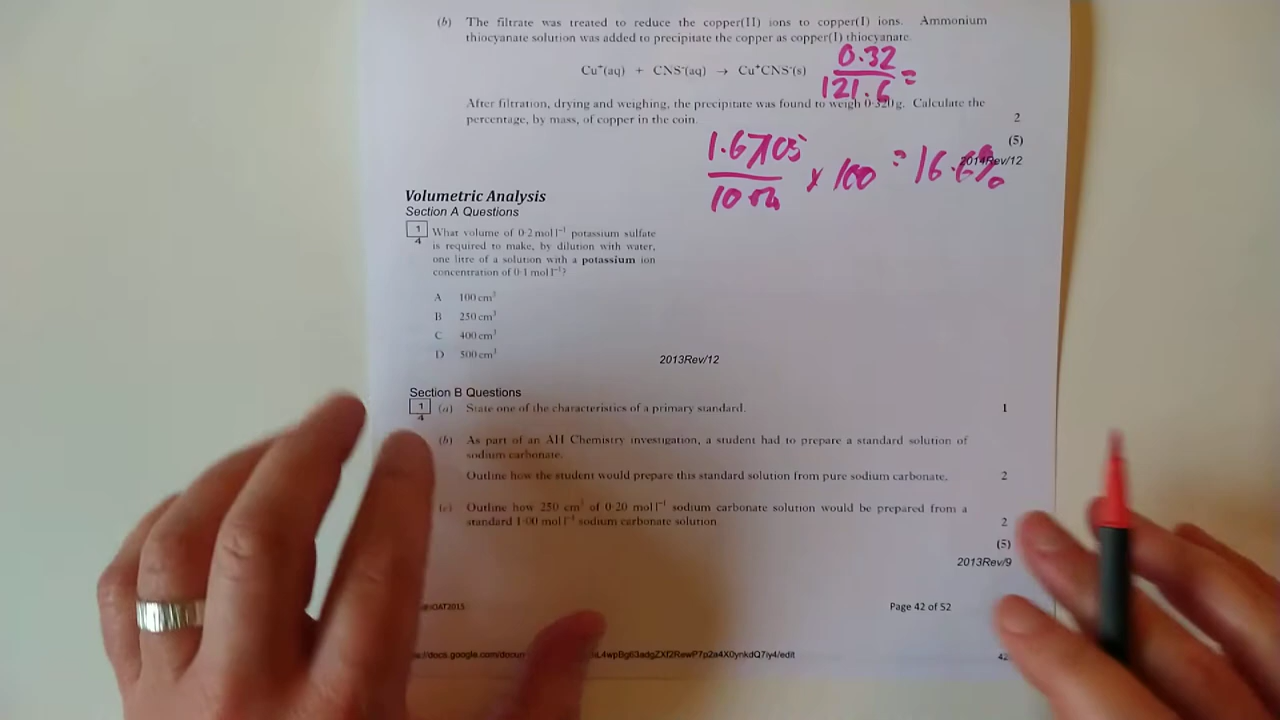 (b) The filtrate was treated to reduce the copper(II) ions to copper(I) ions. Ammonium
thiocyanate solution was added to precipitate the copper as copper(I) thiocyanate.
0.32
Cu⁺(aq) + CNS⁻(aq) → Cu⁺CNS⁻(s)
=
121.6
After filtration, drying and weighing, the precipitate was found to weigh 0·320g. Calculate the
percentage, by mass, of copper in the coin.
2
(5)
2014Rev/12
× 100 = 16.6%
Volumetric Analysis
Section A Questions
1
4
What volume of 0·2 mol l⁻¹ potassium sulfate
is required to make, by dilution with water,
one litre of a solution with a potassium ion
concentration of 0·1 mol l⁻¹?
A 100 cm³
B 250 cm³
C 400 cm³
D 500 cm³
2013Rev/12
Section B Questions
1
4
(a) State one of the characteristics of a primary standard.
1
(b) As part of an AH Chemistry investigation, a student had to prepare a standard solution of
sodium carbonate.
Outline how the student would prepare this standard solution from pure sodium carbonate.
2
(c) Outline how 250 cm³ of 0·20 mol l⁻¹ sodium carbonate solution would be prepared from a
standard 1·00 mol l⁻¹ sodium carbonate solution
2
(5)
2013Rev/9
Page 42 of 52